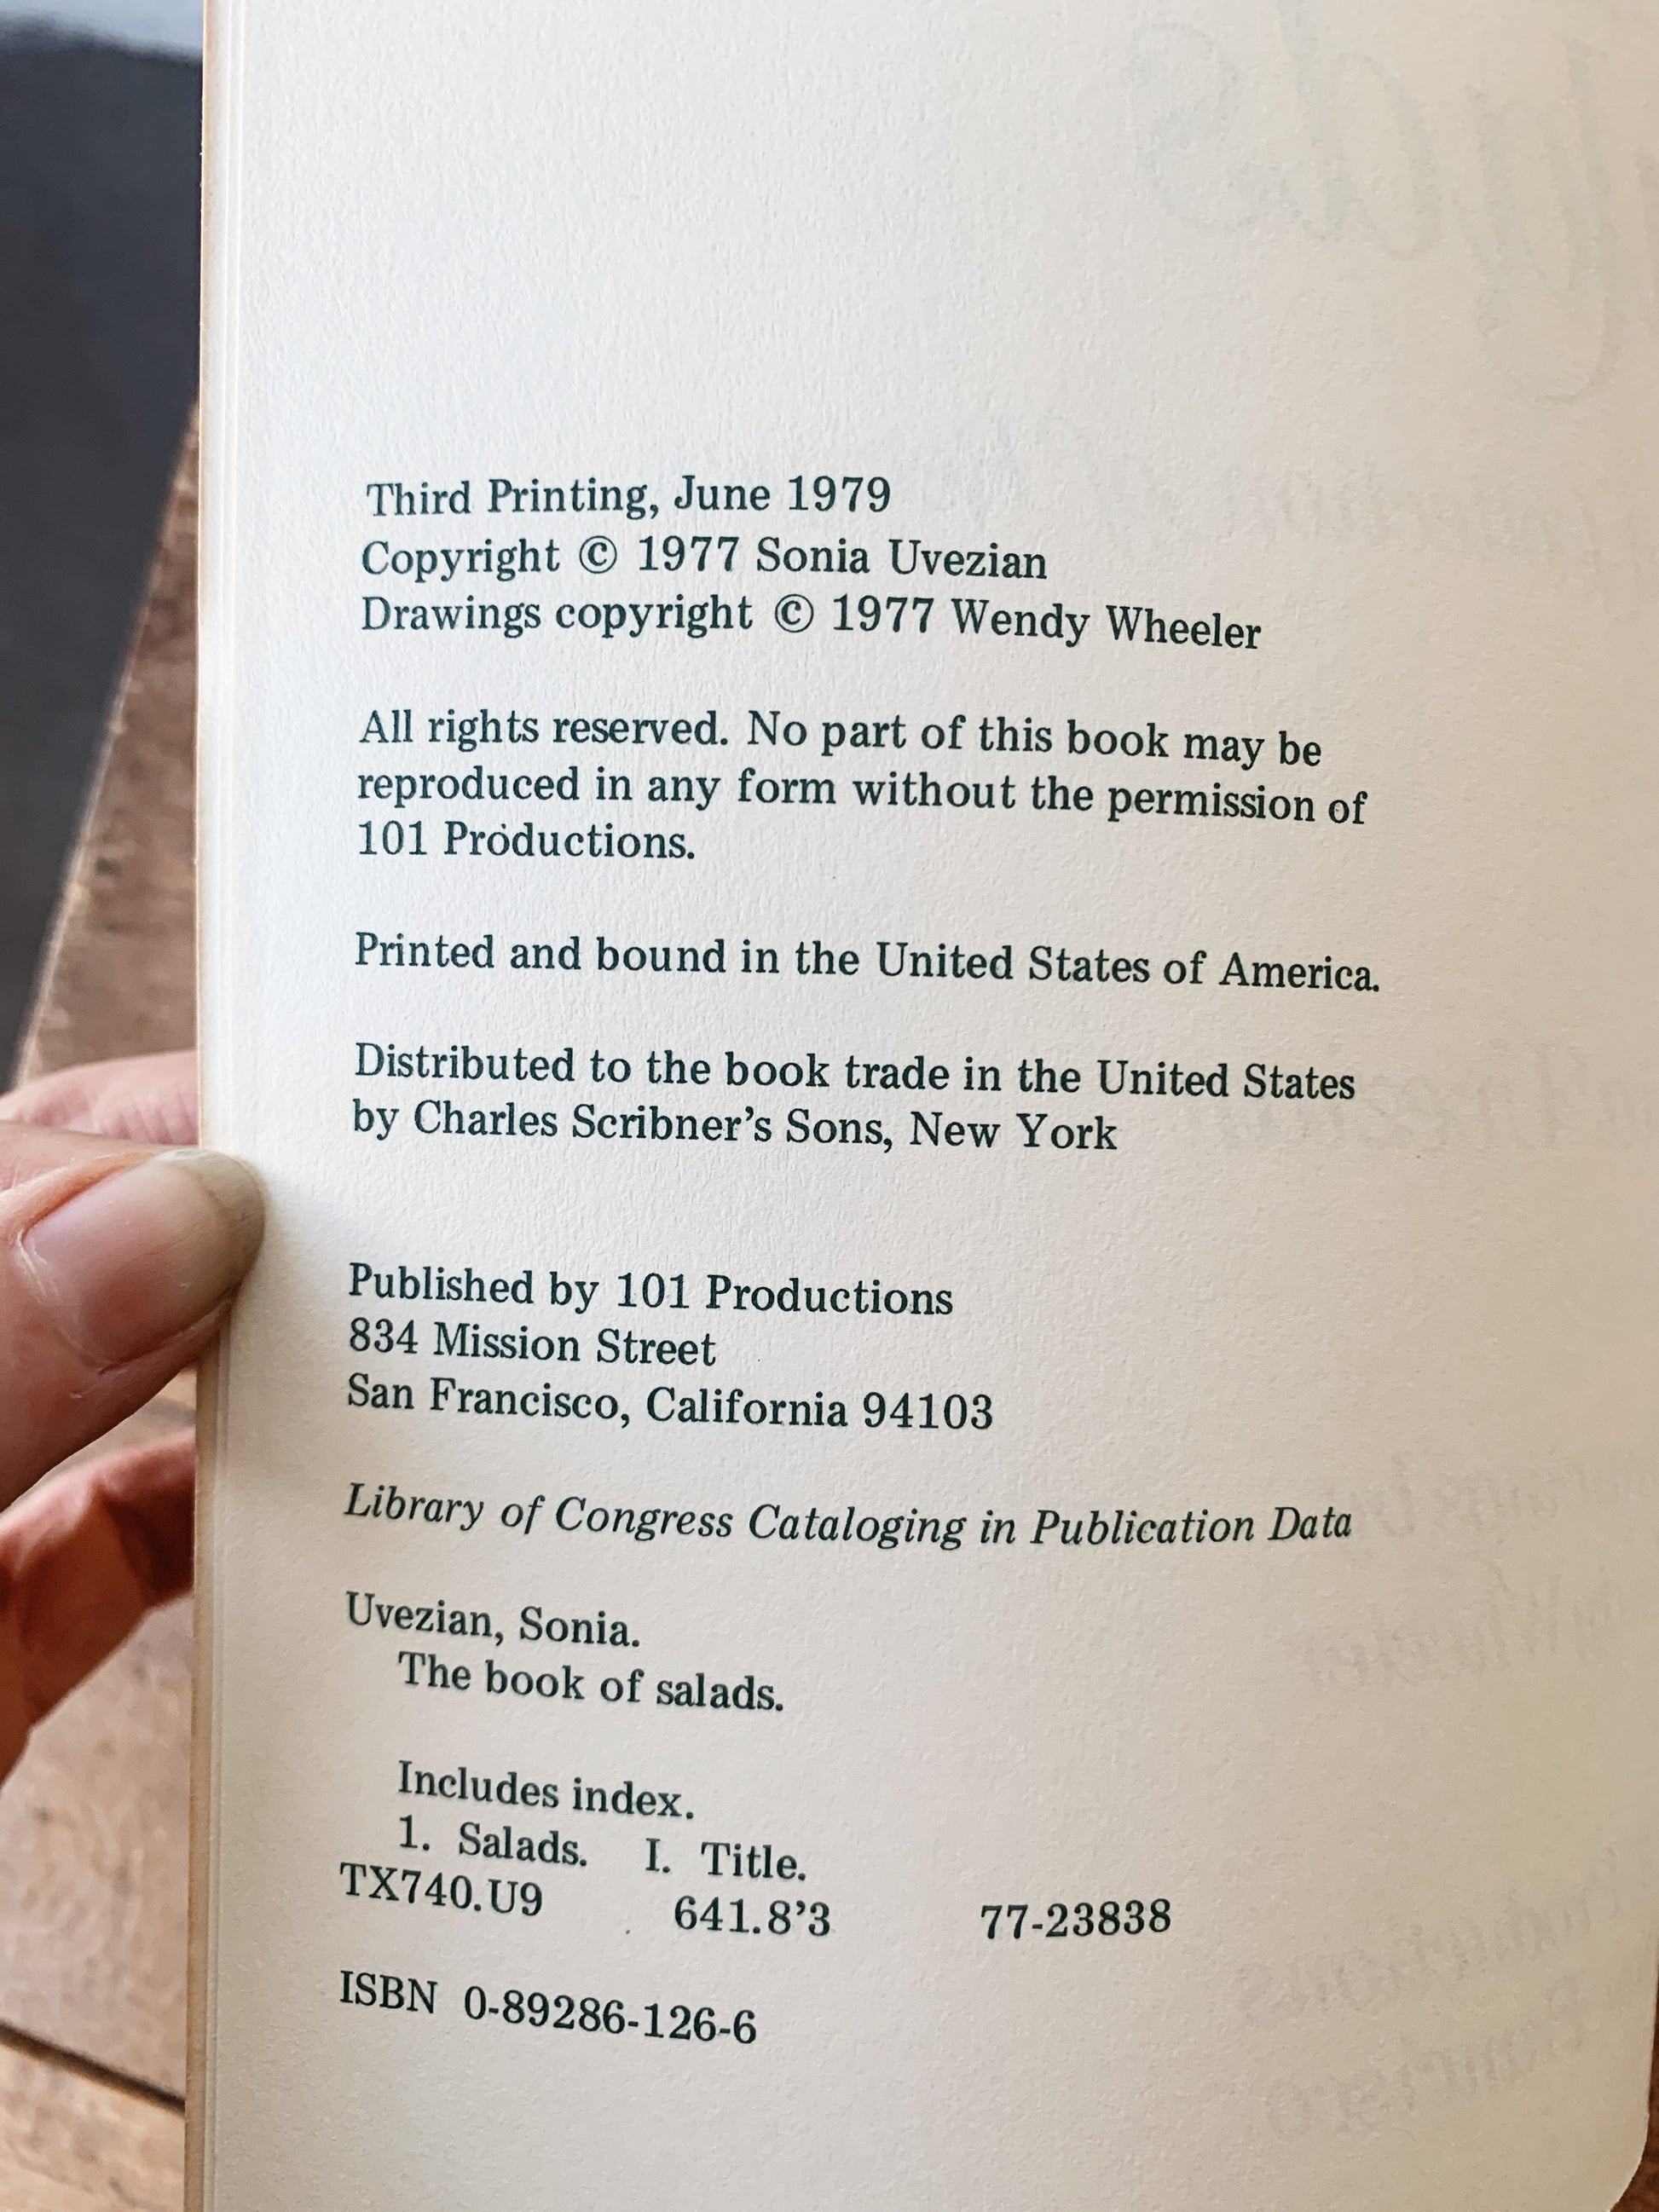 Third Printing, June 1979
Copyright © 1977 Sonia Uvezian
Drawings copyright © 1977 Wendy Wheeler
All rights reserved. No part of this book may be
reproduced in any form without the permission of
101 Productions.
Printed and bound in the United States of America.
Distributed to the book trade in the United States
by Charles Scribner's Sons, New York
Published by 101 Productions
834 Mission Street
San Francisco, California 94103
Library of Congress Cataloging in Publication Data
Uvezian, Sonia.
The book of salads.
Includes index.
1. Salads. I. Title.
TX740.U9 641.8'3 77-23838
ISBN 0-89286-126-6